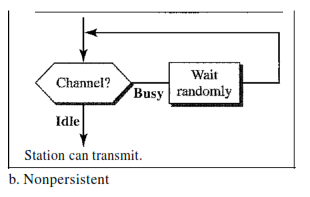 Channel?
Busy
Wait
randomly
Idle
Station can transmit.
b. Nonpersistent